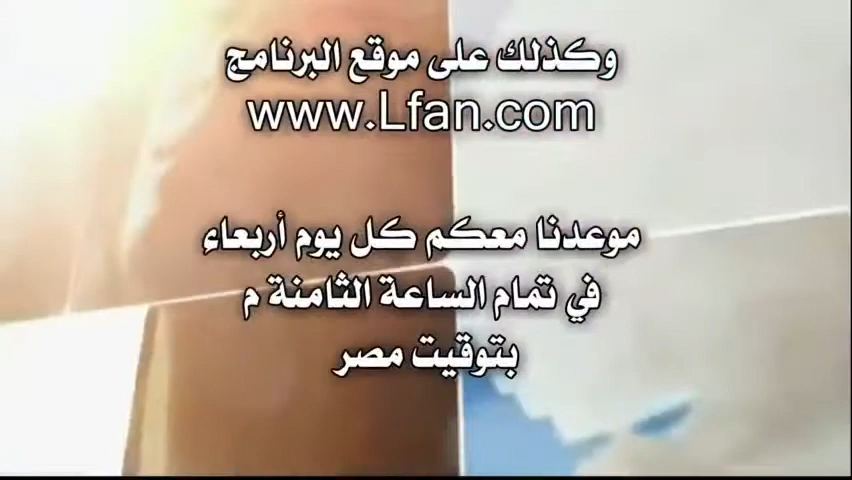 وكذلك على موقع البرنامج
www.Lfan.com
موعدنا معكم كل يوم أربعاء
في تمام الساعة الثامنة م
بتوقيت مصر